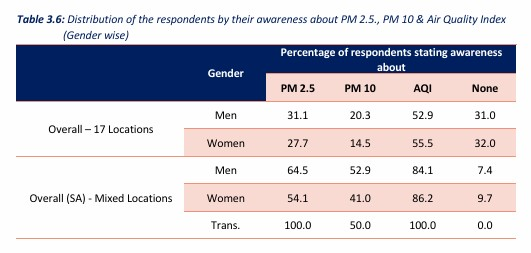 Table 3.6: Distribution of the respondents by their awareness about PM 2.5., PM 10 & Air Quality Index
(Gender wise)
Gender Percentage of respondents stating awareness
about
PM 2.5 PM 10 AQI None
Overall – 17 Locations Men 31.1 20.3 52.9 31.0
Women 27.7 14.5 55.5 32.0
Overall (SA) - Mixed Locations Men 64.5 52.9 84.1 7.4
Women 54.1 41.0 86.2 9.7
Trans. 100.0 50.0 100.0 0.0